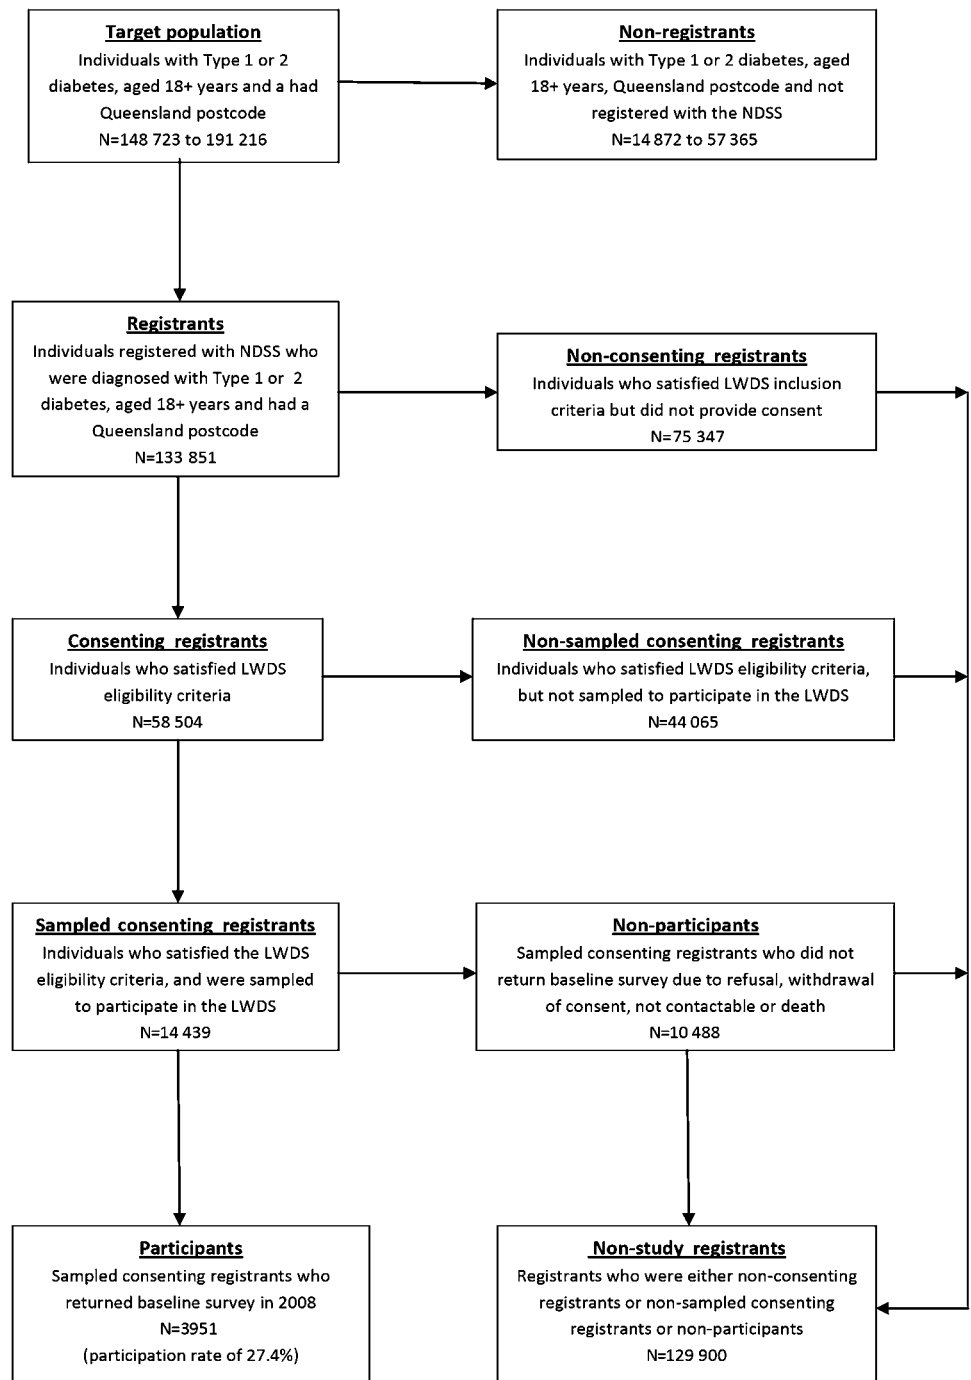 Target population
Individuals with Type 1 or 2
diabetes, aged 18+ years and a had
Queensland postcode
N=148 723 to 191 216
Non-registrants
Individuals with Type 1 or 2 diabetes, aged
18+ years, Queensland postcode and not
registered with the NDSS
N=14 872 to 57 365
Registrants
Individuals registered with NDSS who
were diagnosed with Type 1 or 2
diabetes, aged 18+ years and had a
Queensland postcode
N=133 851
Non-consenting registrants
Individuals who satisfied LWDS inclusion
criteria but did not provide consent
N=75 347
Consenting registrants
Individuals who satisfied LWDS
eligibility criteria
N=58 504
Non-sampled consenting registrants
Individuals who satisfied LWDS eligibility criteria,
but not sampled to participate in the LWDS
N=44 065
Sampled consenting registrants
Individuals who satisfied the LWDS
eligibility criteria, and were sampled
to participate in the LWDS
N=14 439
Non-participants
Sampled consenting registrants who did not
return baseline survey due to refusal, withdrawal
of consent, not contactable or death
N=10 488
Participants
Sampled consenting registrants who
returned baseline survey in 2008
N=3951
(participation rate of 27.4%)
Non-study registrants
Registrants who were either non-consenting
registrants or non-sampled consenting
registrants or non-participants
N=129 900